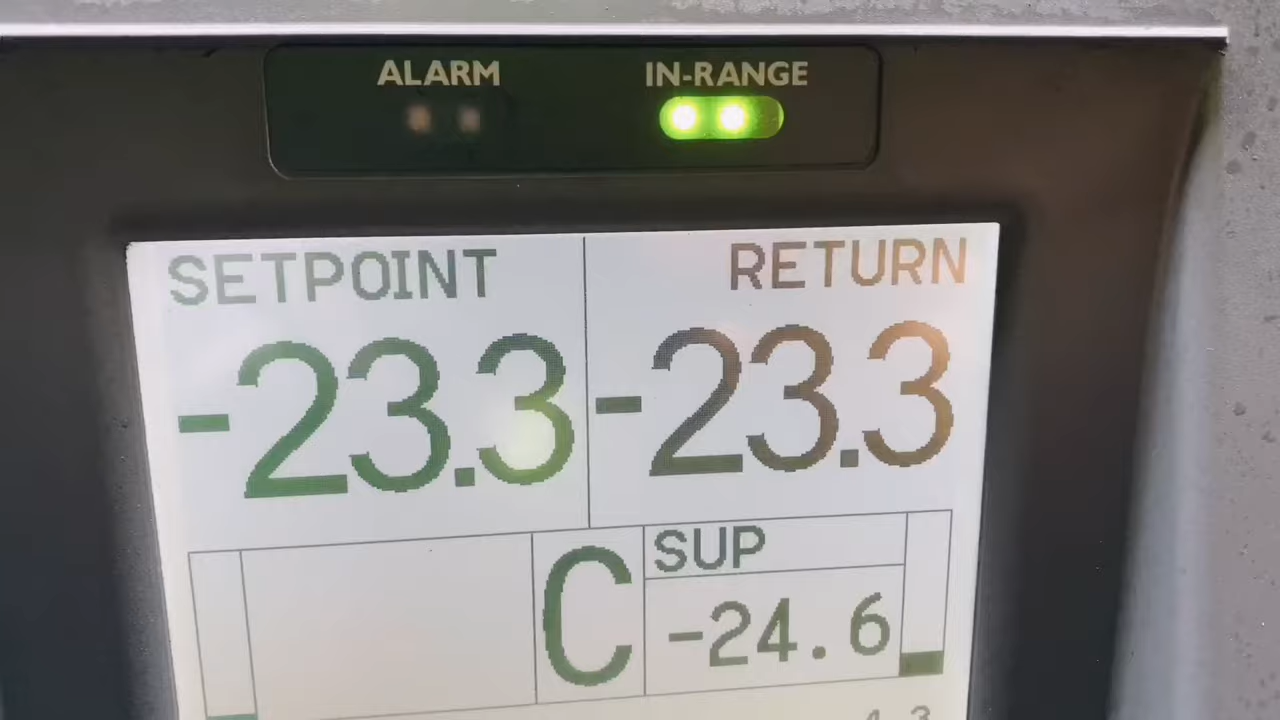 ALARM IN-RANGE
SETPOINT RETURN
-23.3 -23.3
C SUP
-24.6